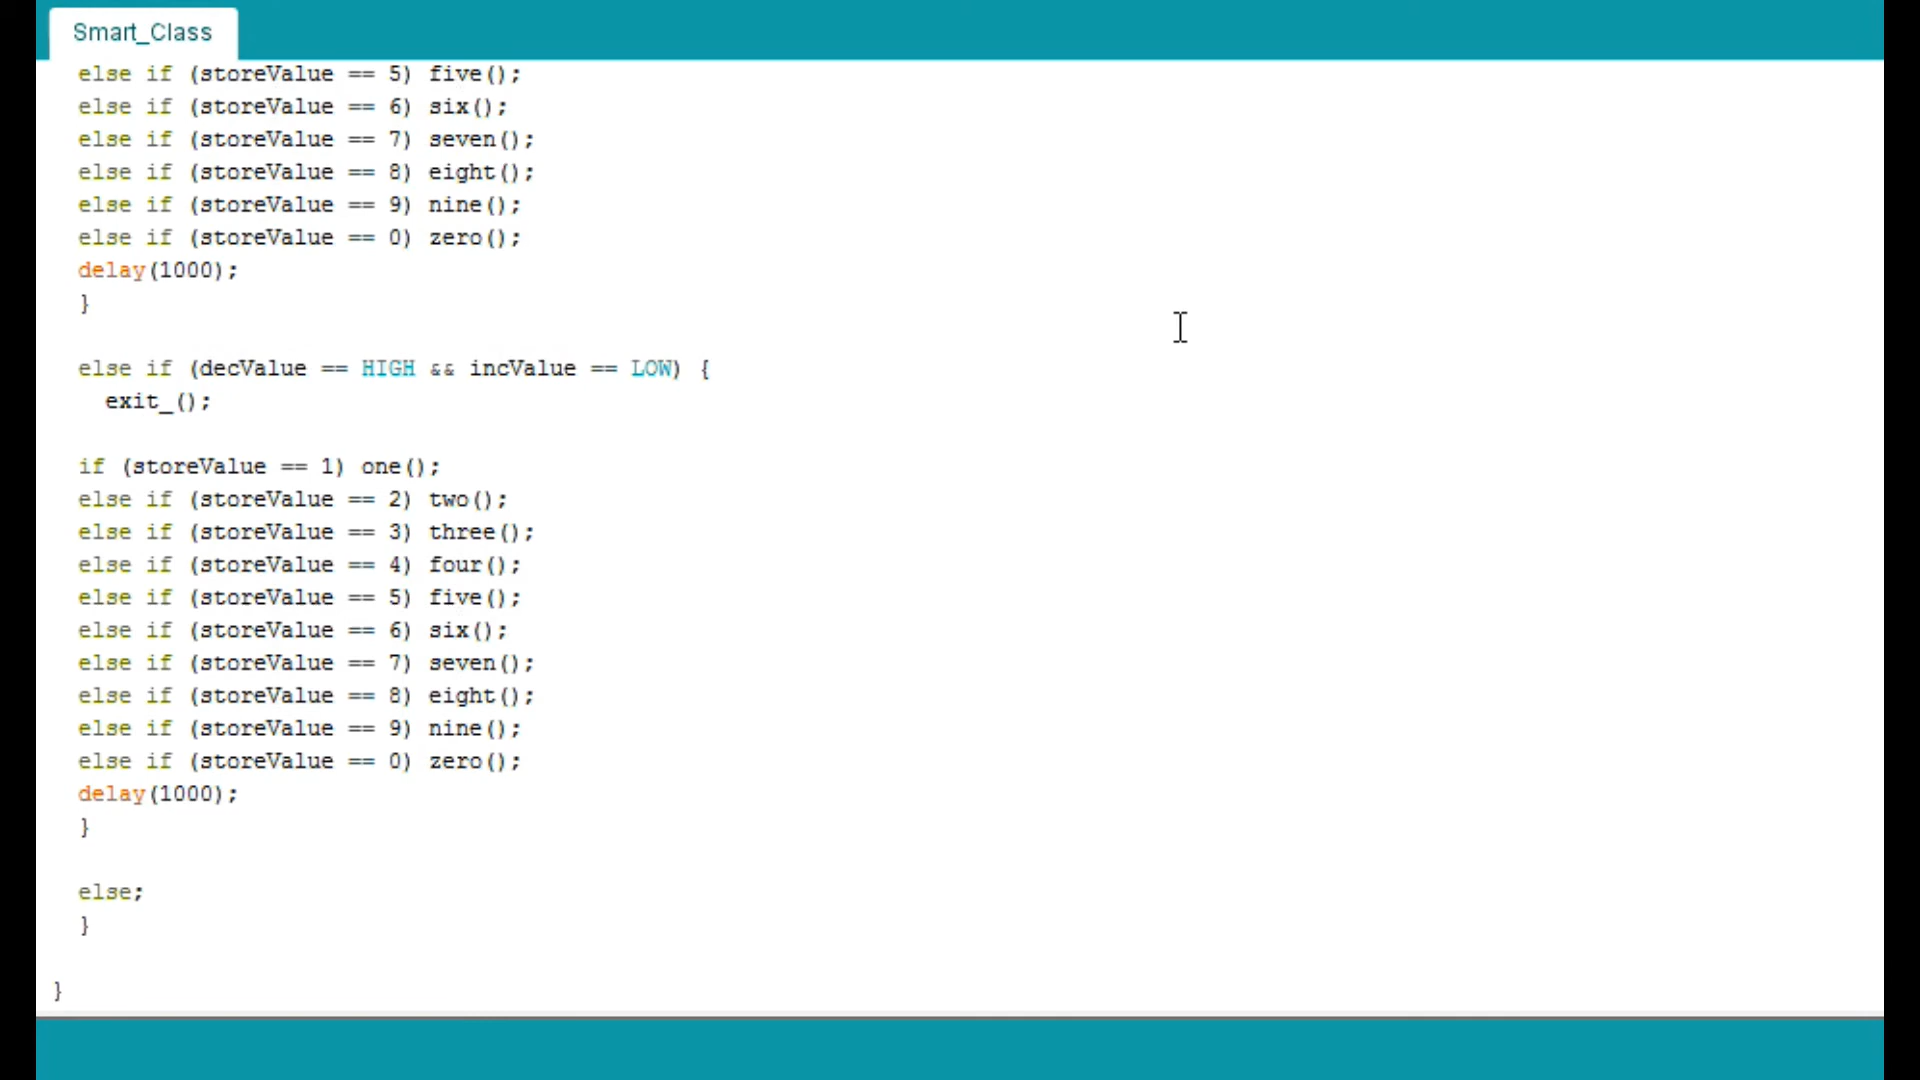 Smart_Class
else if (storeValue == 5) five();
else if (storeValue == 6) six();
else if (storeValue == 7) seven();
else if (storeValue == 8) eight();
else if (storeValue == 9) nine();
else if (storeValue == 0) zero();
delay(1000);
}
else if (decValue == HIGH && incValue == LOW) {
exit_();
if (storeValue == 1) one();
else if (storeValue == 2) two();
else if (storeValue == 3) three();
else if (storeValue == 4) four();
else if (storeValue == 5) five();
else if (storeValue == 6) six();
else if (storeValue == 7) seven();
else if (storeValue == 8) eight();
else if (storeValue == 9) nine();
else if (storeValue == 0) zero();
delay(1000);
}
else;
}
}